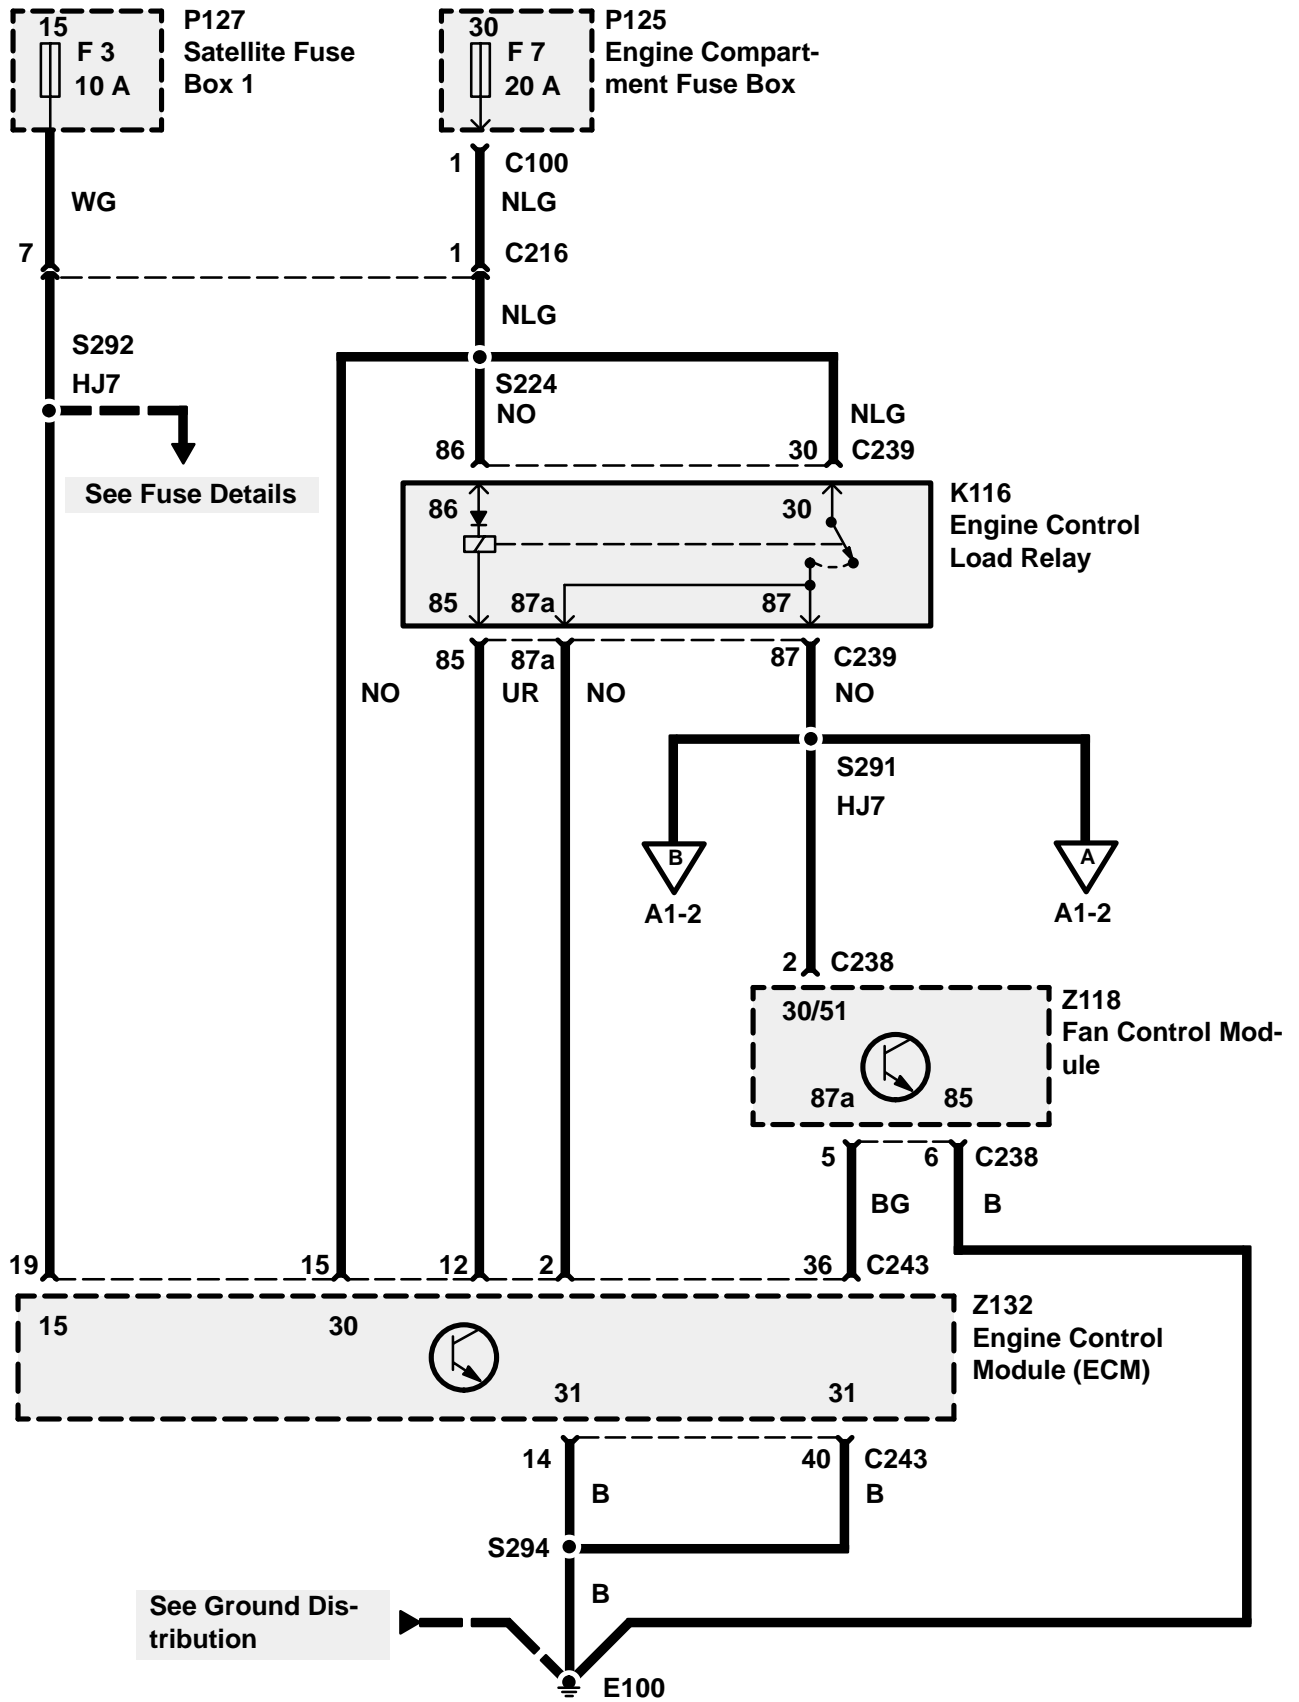 15
F 3
10 A
P127
Satellite Fuse
Box 1
30
F 7
20 A
P125
Engine Compart-
ment Fuse Box
1
C100
WG
NLG
7
1
C216
NLG
S292
HJ7
S224
NO
NLG
86
30
C239
See Fuse Details
86
30
K116
Engine Control
Load Relay
85
87a
87
85
87a
87
C239
NO
UR
NO
NO
S291
HJ7
B
A
A1-2
A1-2
2
C238
30/51
Z118
Fan Control Mod-
ule
87a
85
5
6
C238
BG
B
19
15
12
2
36
C243
15
30
Z132
Engine Control
Module (ECM)
31
31
14
40
C243
B
B
S294
B
See Ground Dis-
tribution
E100